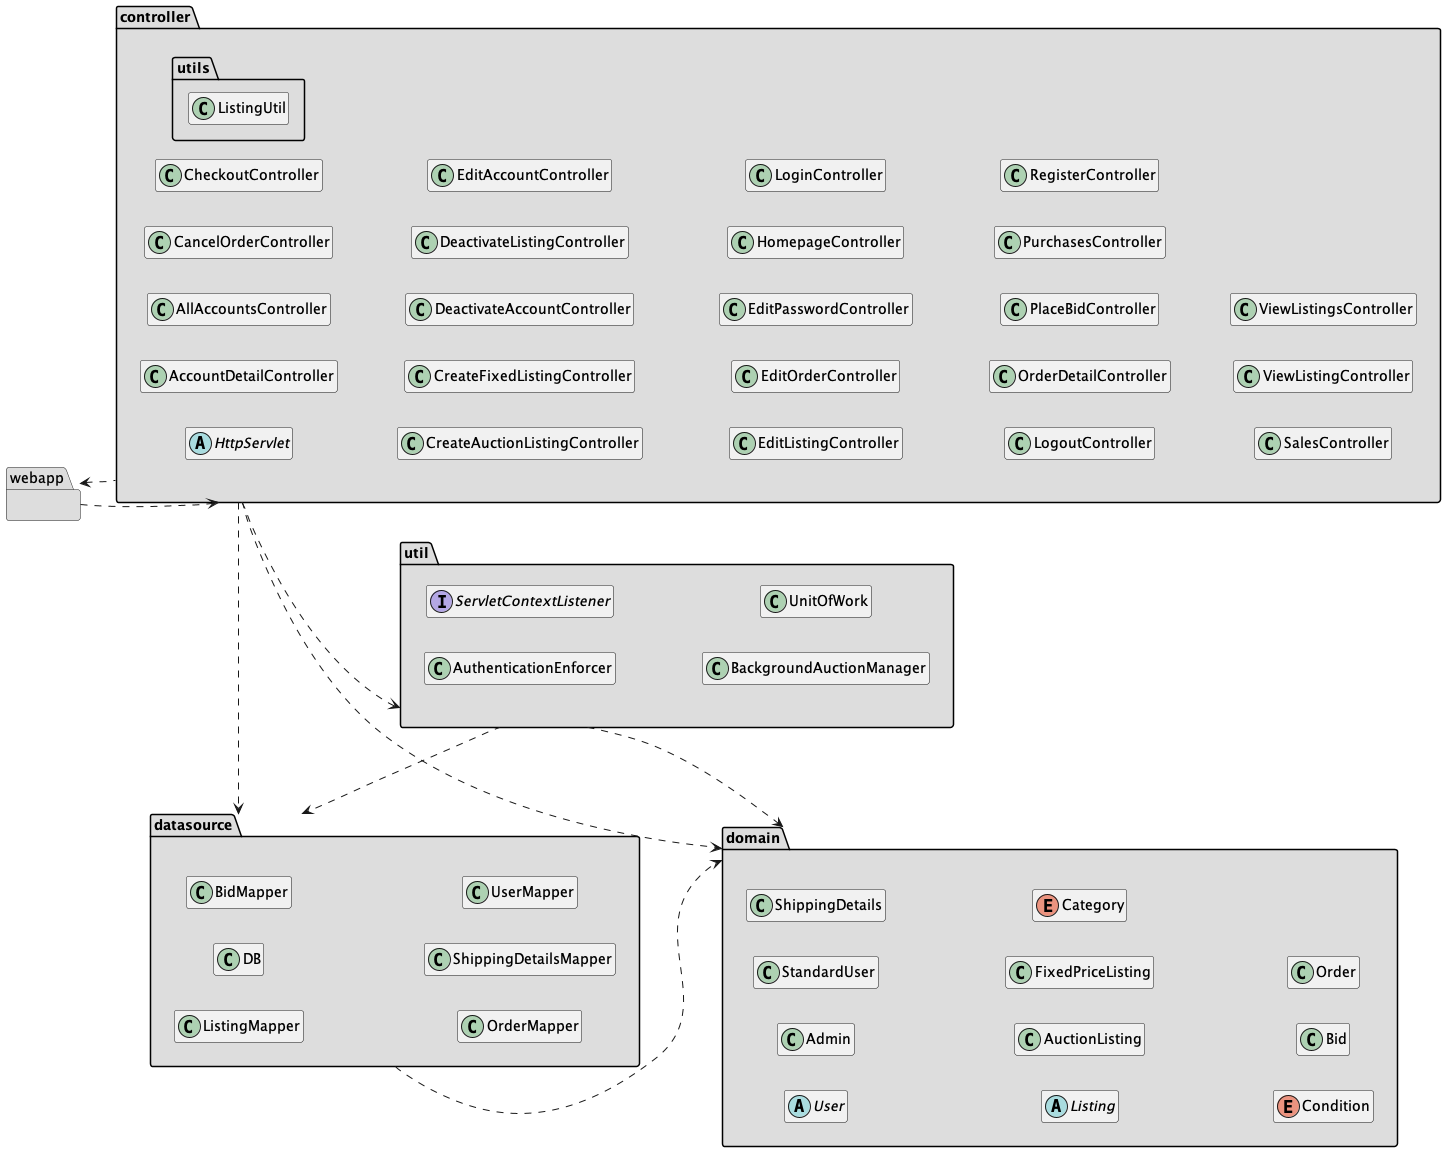 controller
utils
C ListingUtil
C CheckoutController
C EditAccountController
C LoginController
C RegisterController
C CancelOrderController
C DeactivateListingController
C HomepageController
C PurchasesController
C AllAccountsController
C DeactivateAccountController
C EditPasswordController
C PlaceBidController
C ViewListingsController
C AccountDetailController
C CreateFixedListingController
C EditOrderController
C OrderDetailController
C ViewListingController
A HttpServlet
C CreateAuctionListingController
C EditListingController
C LogoutController
C SalesController
webapp
util
I ServletContextListener
C UnitOfWork
C AuthenticationEnforcer
C BackgroundAuctionManager
datasource
C BidMapper
C UserMapper
C DB
C ShippingDetailsMapper
C ListingMapper
C OrderMapper
domain
C ShippingDetails
E Category
C StandardUser
C FixedPriceListing
C Order
C Admin
C AuctionListing
C Bid
A User
A Listing
E Condition